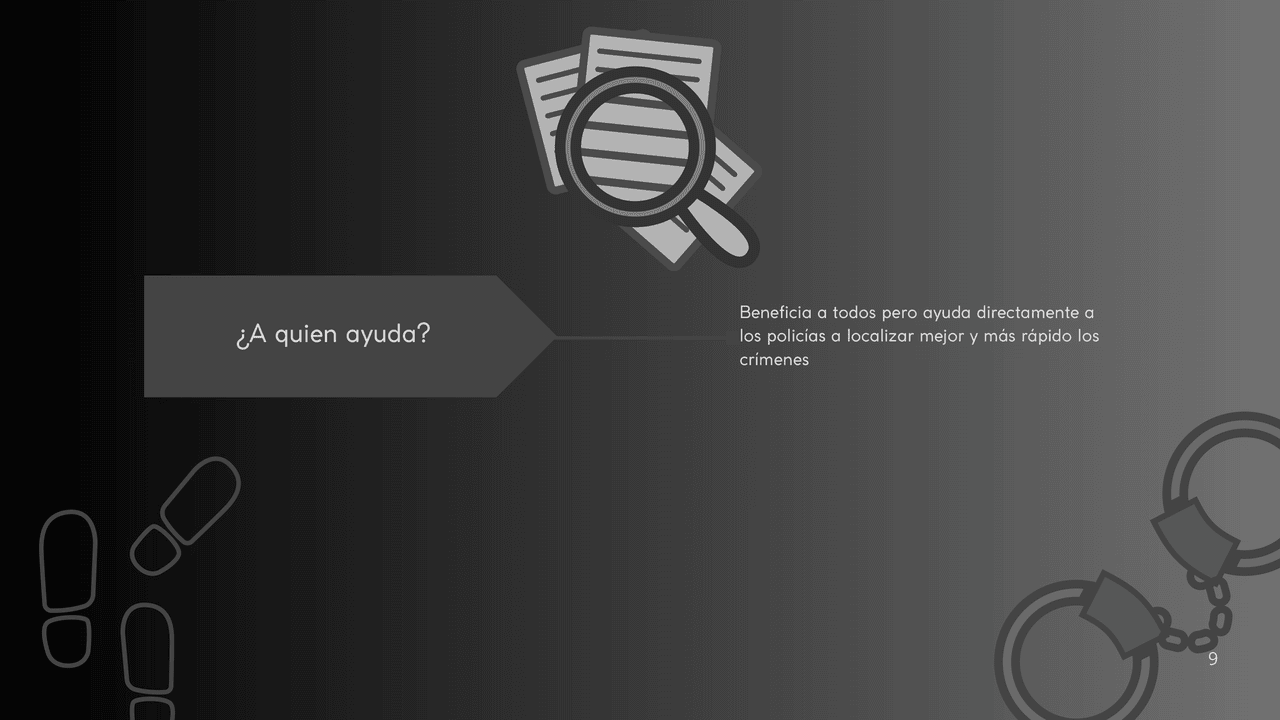 ¿A quien ayuda?
Beneficia a todos pero ayuda directamente a
los policías a localizar mejor y más rápido los
crímenes
9